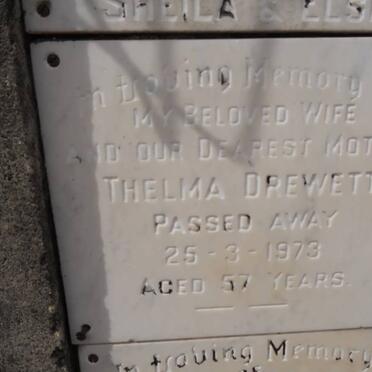 SHEILA & ELSI
In Loving Memory
MY BELOVED WIFE
AND OUR DEAREST MOT
THELMA DREWETT
PASSED AWAY
25-3-1973
AGED 57 YEARS.
In Loving Memory